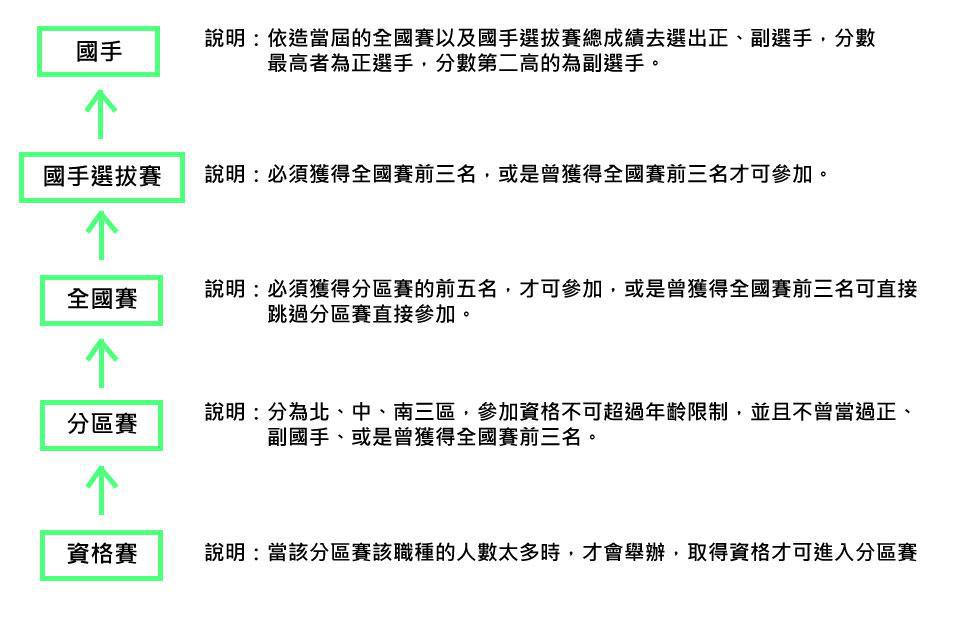 國手
說明：依造當屆的全國賽以及國手選拔賽總成績去選出正、副選手，分數
最高者為正選手，分數第二高的為副選手。
國手選拔賽
說明：必須獲得全國賽前三名，或是曾獲得全國賽前三名才可參加。
全國賽
說明：必須獲得分區賽的前五名，才可參加，或是曾獲得全國賽前三名可直接
跳過分區賽直接參加。
分區賽
說明：分為北、中、南三區，參加資格不可超過年齡限制，並且不曾當過正、
副國手、或是曾獲得全國賽前三名。
資格賽
說明：當該分區賽該職種的人數太多時，才會舉辦，取得資格才可進入分區賽